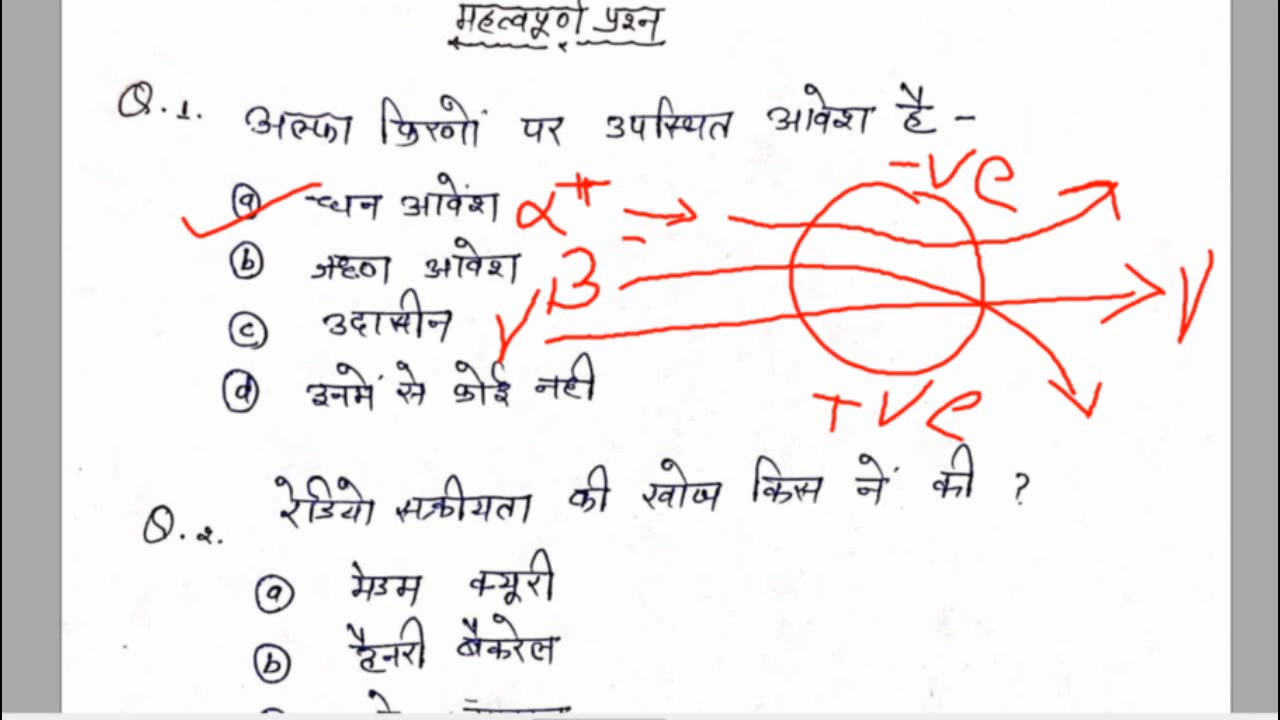 महत्वपूर्ण प्रश्न
Q.1. अल्फा किरणों पर उपस्थित आवेश है -
-ve
(a) धन आवेंश α++ →
(b) ऋण आवेश β-
γ
(c) उदासीन γ
(d) इनमें से कोई नही
+ve
Q.2. रेडियो सक्रीयता की खोज किस नें की ?
(a) मेडम क्यूरी
(b) हैनरी बैकरेल